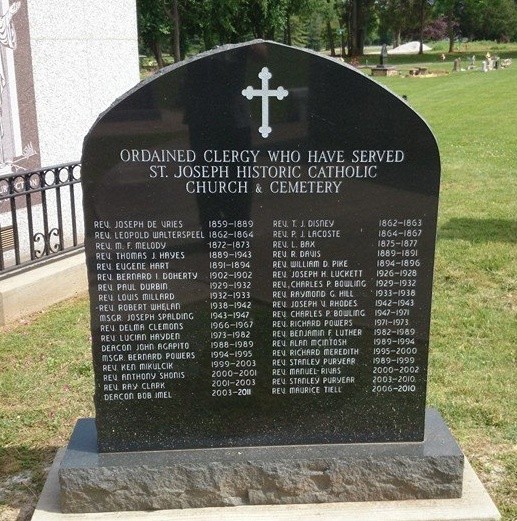 ORDAINED CLERGY WHO HAVE SERVED
ST. JOSEPH HISTORIC CATHOLIC
CHURCH & CEMETERY
REV. JOSEPH DE VRIES 1859-1889
REV. LEOPOLD WALTERSPEEL 1862-1864
REV. M. F. MELODY 1872-1873
REV. THOMAS J. HAYES 1889-1943
REV. EUGENE HART 1891-1894
REV. BERNARD I. DOHERTY 1902-1902
REV. PAUL DURBIN 1929-1932
REV. LOUIS MILLARD 1932-1933
REV. ROBERT WHELAN 1938-1942
MSGR. JOSEPH SPALDING 1943-1947
REV. DELMA CLEMONS 1966-1967
REV. LUCIAN HAYDEN 1973-1982
DEACON JOHN AGAPITO 1988-1989
MSGR. BERNARD POWERS 1994-1995
REV. KEN MIKULCIK 1999-2003
REV. ANTHONY SHONIS 2000-2001
REV. RAY CLARK 2001-2003
DEACON BOB IMEL 2003-2011
REV. T. J. DISNEY 1862-1863
REV. P. J. LACOSTE 1864-1867
REV. L. BAX 1875-1877
REV. R. DAVIS 1889-1891
REV. WILLIAM D. PIKE 1894-1896
REV. JOSEPH H. LUCKETT 1926-1928
REV. CHARLES P. BOWLING 1929-1932
REV. RAYMOND G. HILL 1933-1938
REV. JOSEPH V. RHODES 1942-1943
REV. CHARLES P. BOWLING 1947-1971
REV. RICHARD POWERS 1971-1973
REV. BENJAMIN F. LUTHER 1982-1989
REV. ALAN MCINTOSH 1989-1994
REV. RICHARD MEREDITH 1995-2000
REV. STANLEY PURYEAR 1989-1999
REV. MANUEL-RIVAS 2000-2002
REV. STANLEY PURYEAR 2003-2010
REV. MAURICE TIELL 2006-2010